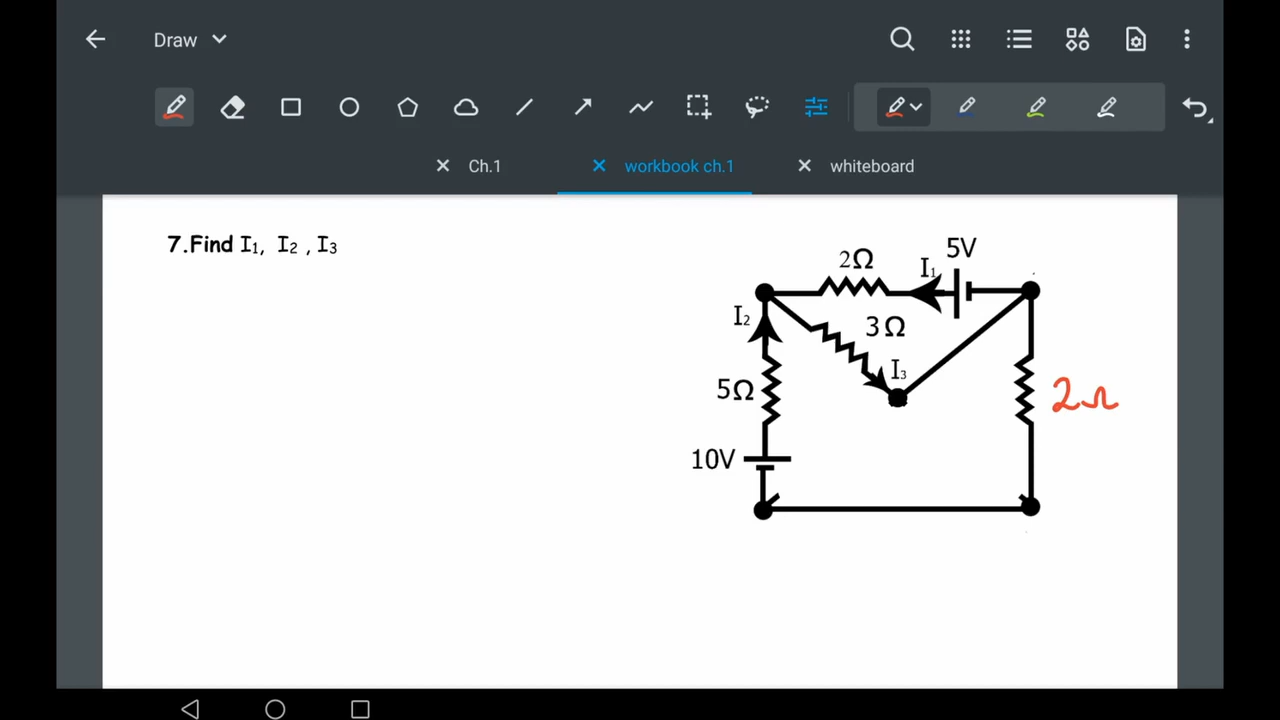 Draw
Ch.1
workbook ch.1
whiteboard
7.Find I₁, I₂ , I₃
5V
2Ω
I₁
I₂
3Ω
I₃
5Ω
2Ω
10V